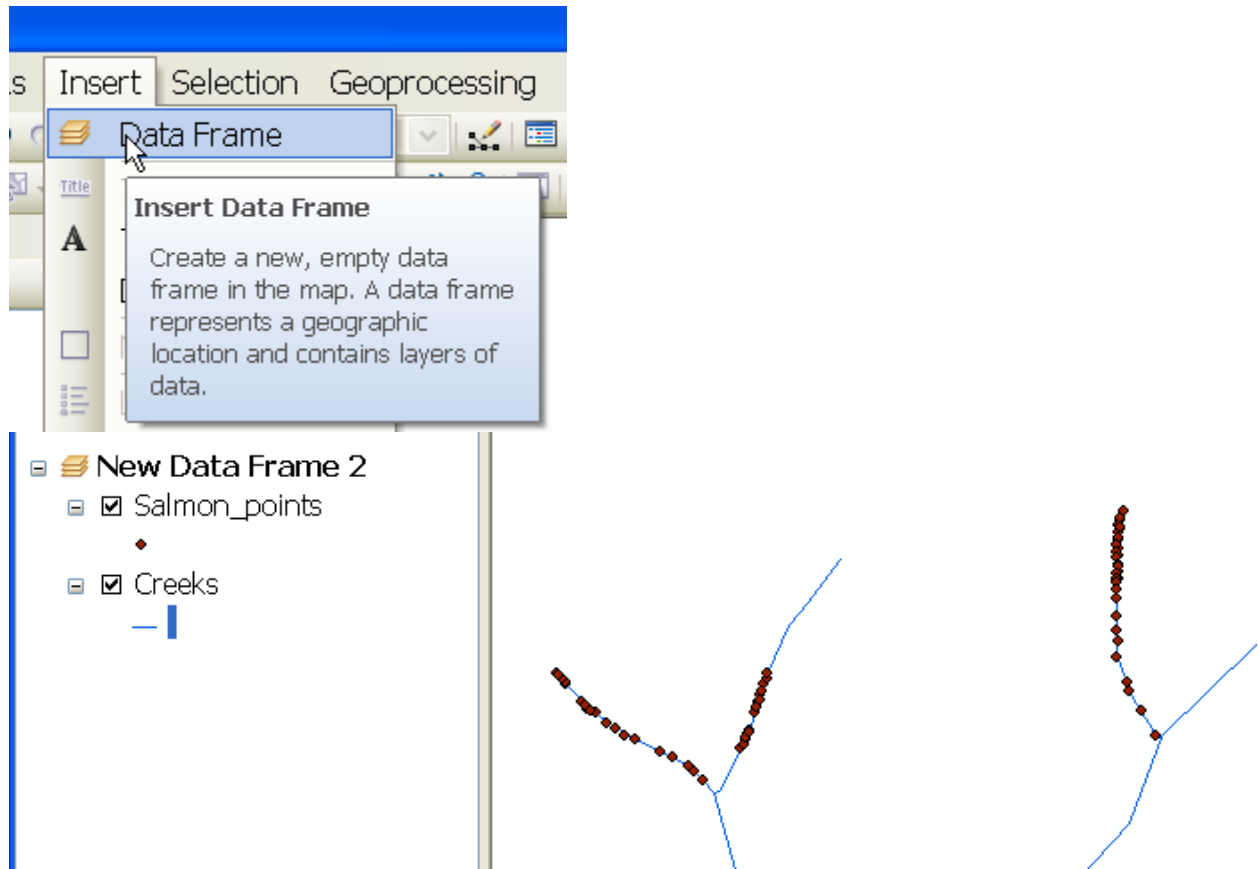 s Insert Selection Geoprocessing
Data Frame
Title
Insert Data Frame
A
Create a new, empty data
frame in the map. A data frame
represents a geographic
location and contains layers of
data.
New Data Frame 2
Salmon_points
Creeks